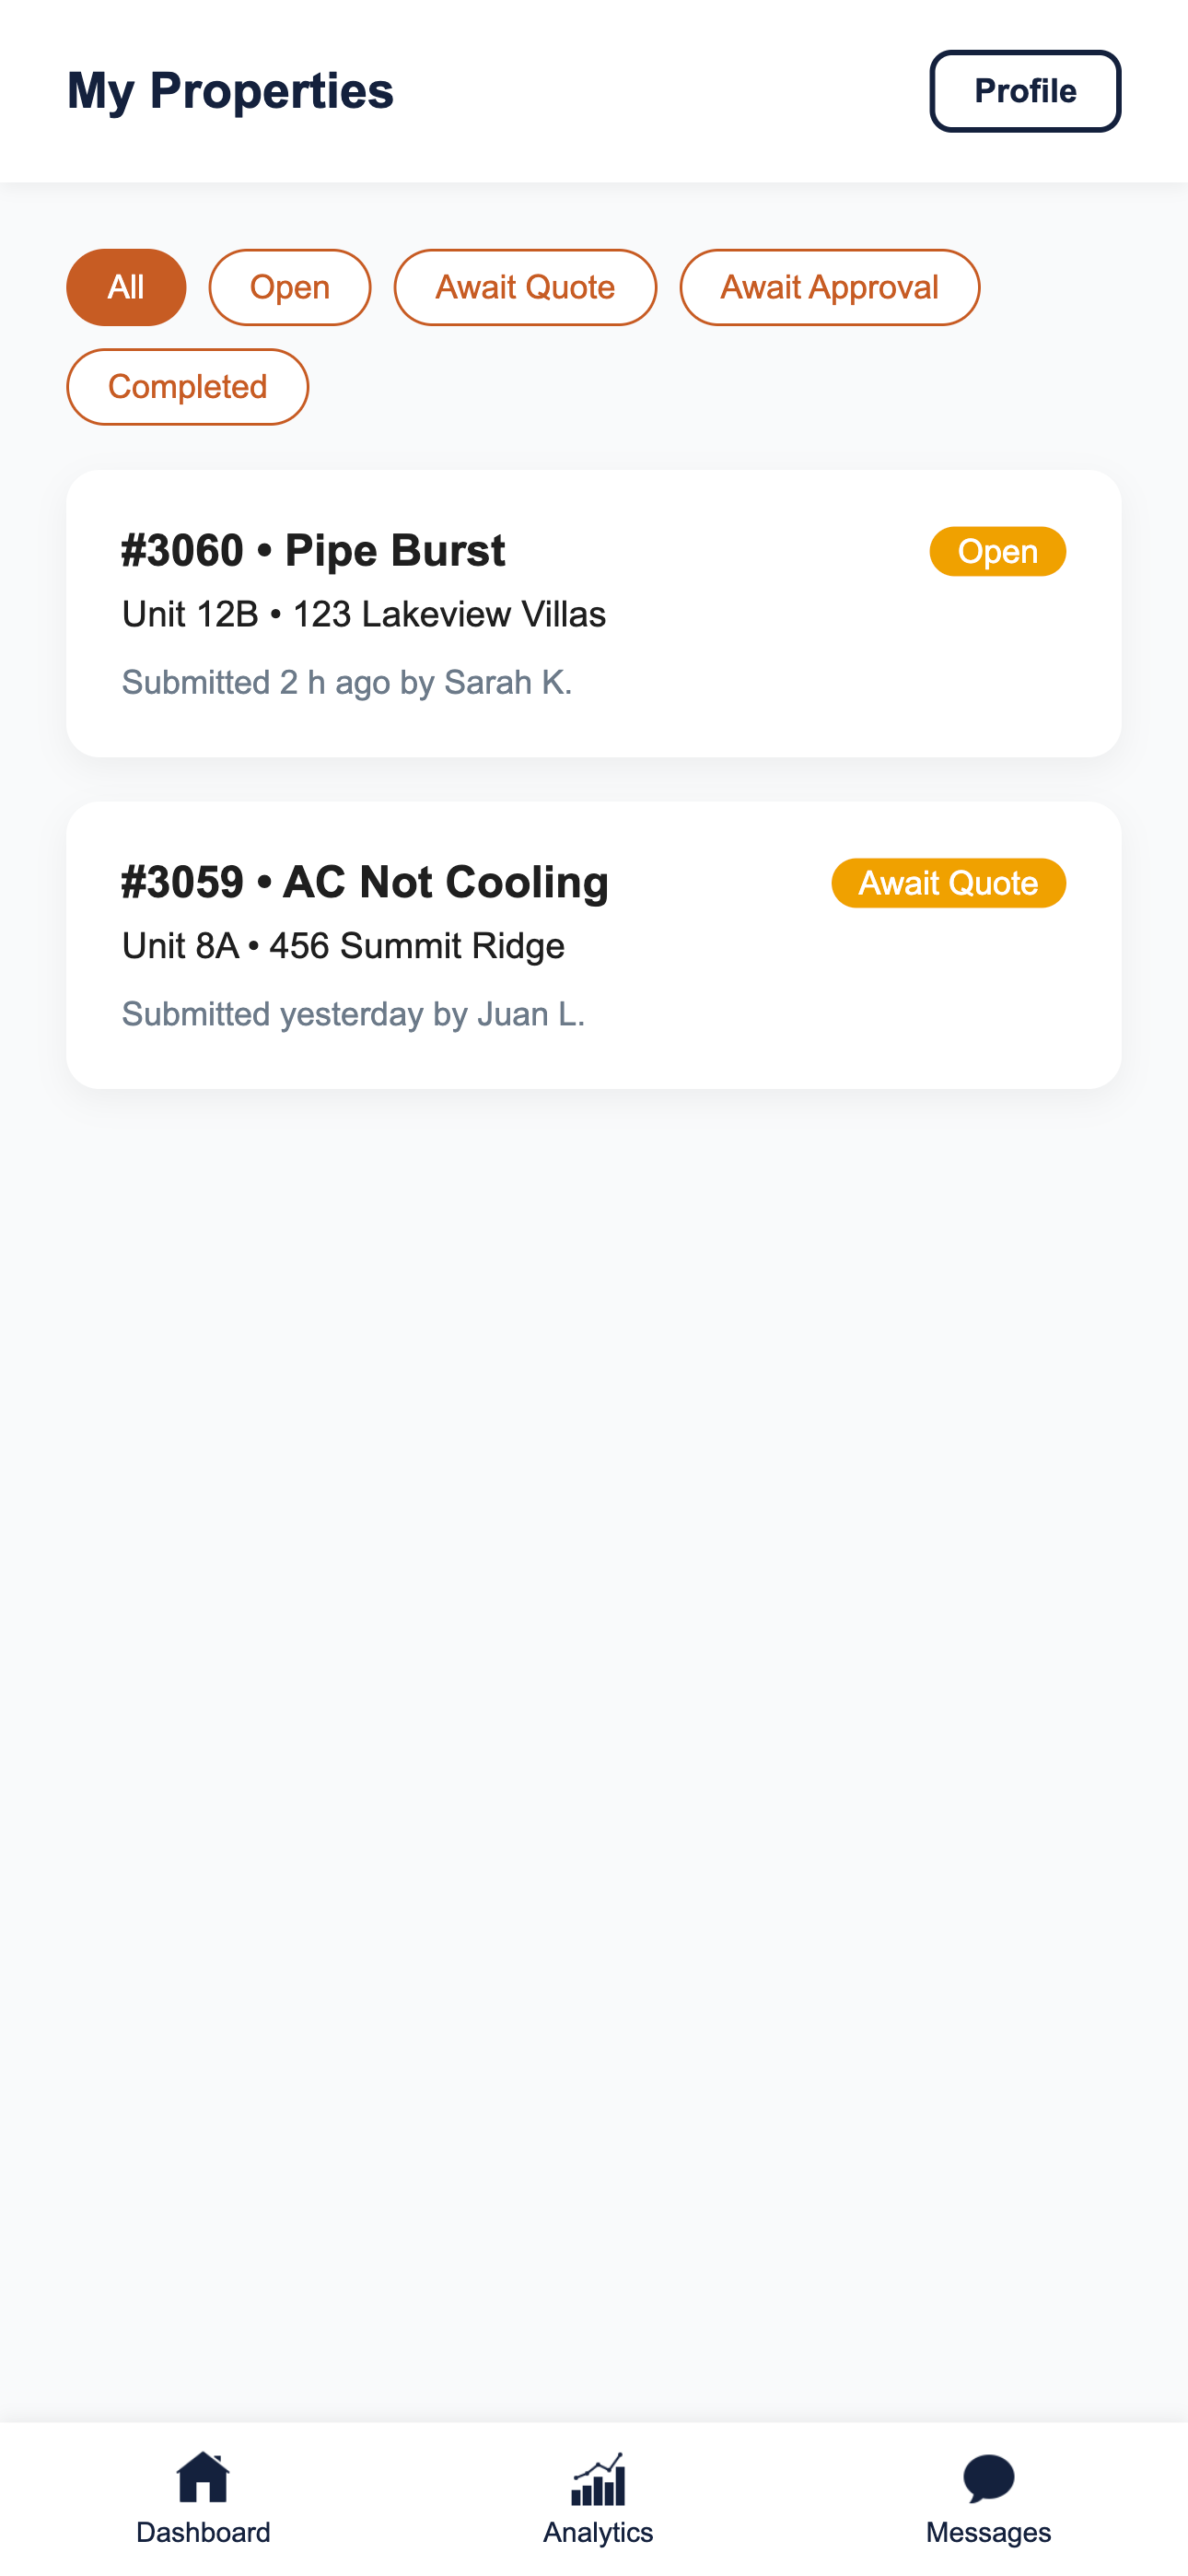 My Properties
Profile
All
Open
Await Quote
Await Approval
Completed
#3060 • Pipe Burst
Open
Unit 12B • 123 Lakeview Villas
Submitted 2 h ago by Sarah K.
#3059 • AC Not Cooling
Await Quote
Unit 8A • 456 Summit Ridge
Submitted yesterday by Juan L.
Dashboard
Analytics
Messages